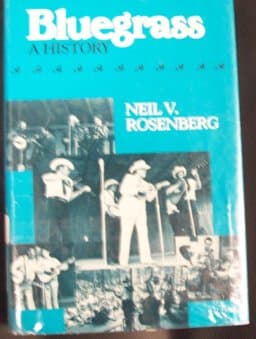 Bluegrass
A HISTORY
NEIL V.
ROSENBERG